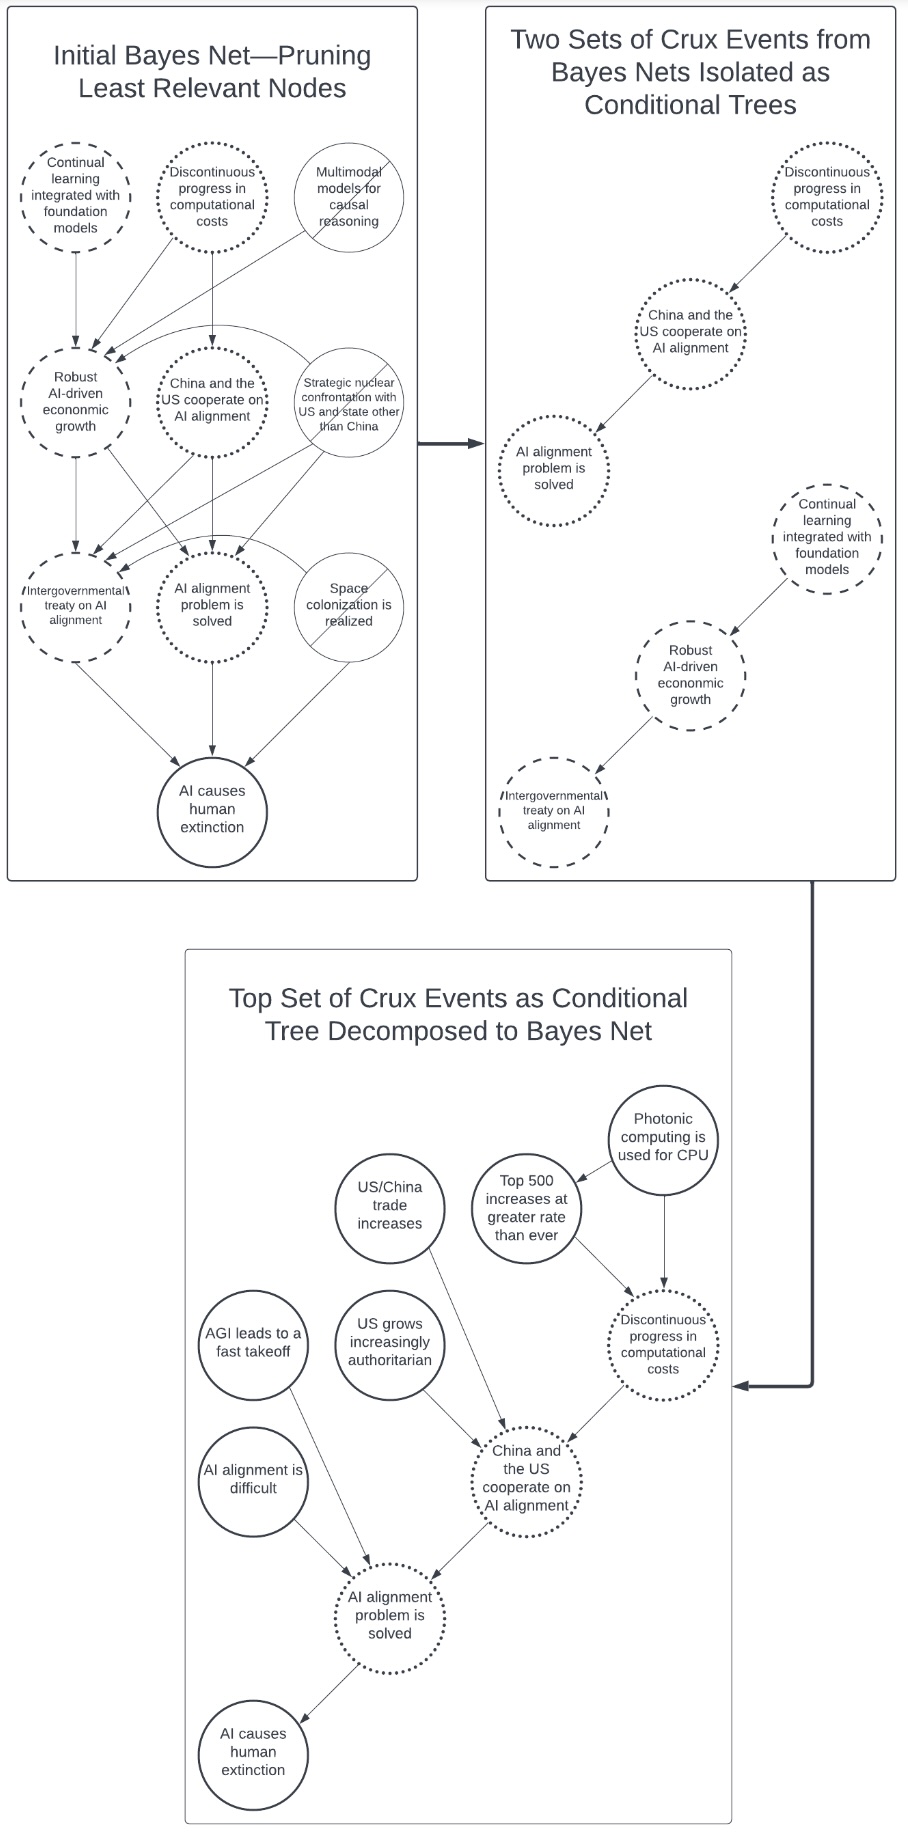 Initial Bayes Net—Pruning
Least Relevant Nodes
Continual
learning
integrated with
foundation
models
Discontinuous
progress in
computational
costs
Multimodal
models for
causal
reasoning
Robust
AI-driven
econonmic
growth
China and the
US cooperate on
AI alignment
Strategic nuclear
confrontation with
US and state other
than China
Intergovernmental
treaty on AI
alignment
AI alignment
problem is
solved
Space
colonization is
realized
AI causes
human
extinction
Two Sets of Crux Events from
Bayes Nets Isolated as
Conditional Trees
Discontinuous
progress in
computational
costs
China and the
US cooperate on
AI alignment
AI alignment
problem is
solved
Continual
learning
integrated with
foundation
models
Robust
AI-driven
econonmic
growth
Intergovernmental
treaty on AI
alignment
Top Set of Crux Events as Conditional
Tree Decomposed to Bayes Net
Photonic
computing is
used for CPU
Top 500
increases at
greater rate
than ever
US/China
trade
increases
Discontinuous
progress in
computational
costs
US grows
increasingly
authoritarian
AGI leads to a
fast takeoff
China and
the US
cooperate on
AI alignment
AI alignment is
difficult
AI alignment
problem is
solved
AI causes
human
extinction